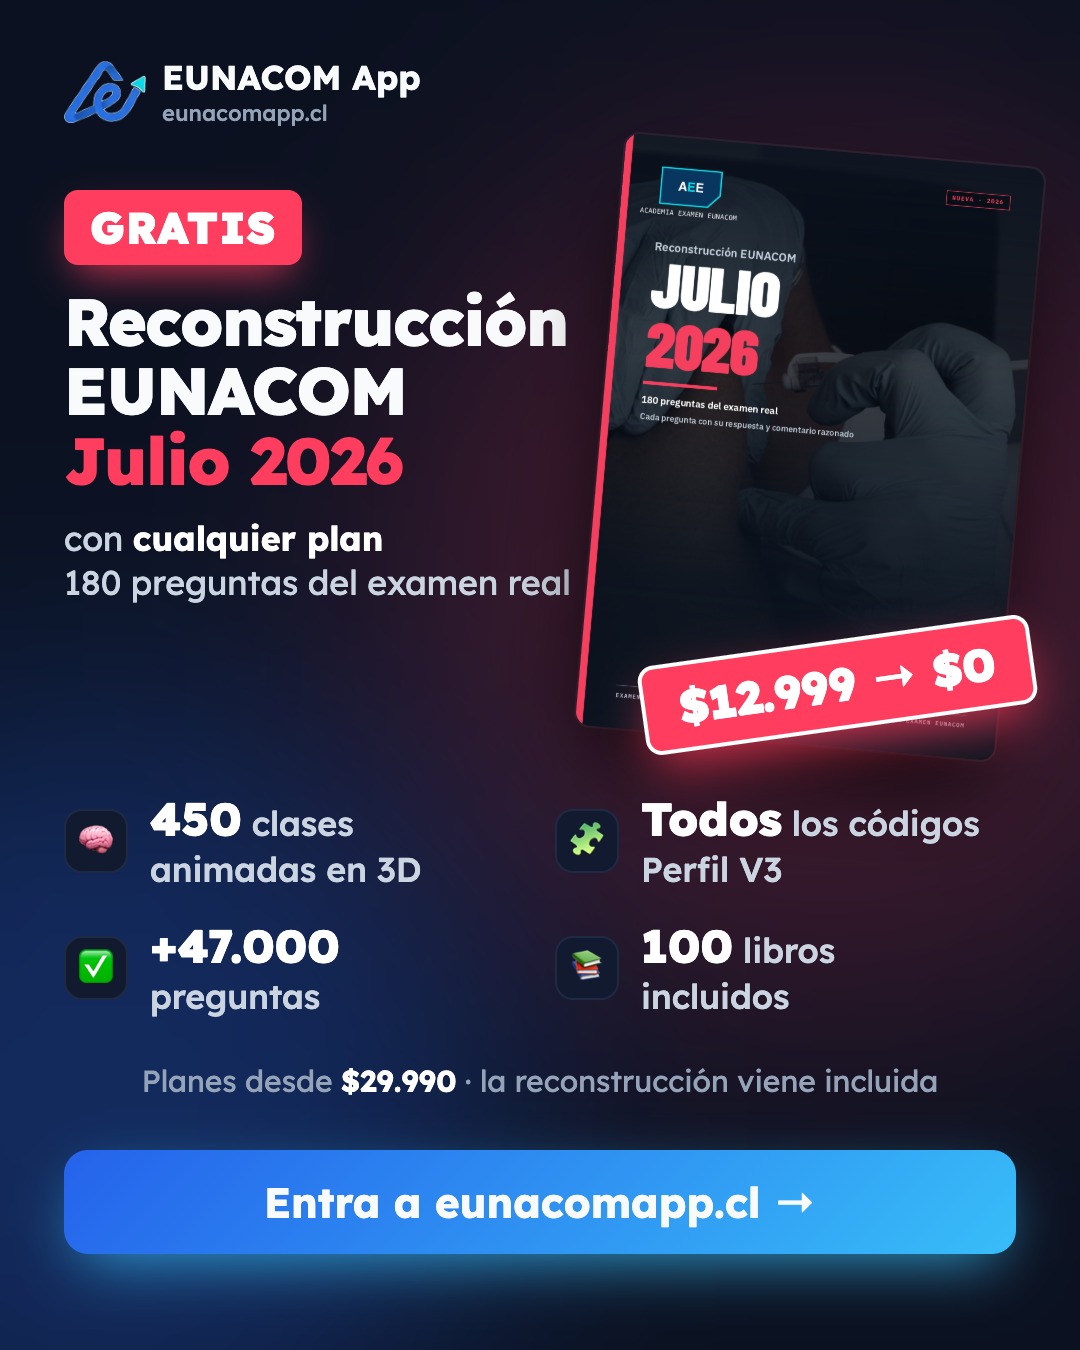 EUNACOM App
eunacomapp.cl
GRATIS
Reconstrucción
EUNACOM
Julio 2026
con cualquier plan
180 preguntas del examen real
AEE
ACADEMIA EXAMEN EUNACOM
NUEVA · 2026
Reconstrucción EUNACOM
JULIO
2026
180 preguntas del examen real
Cada pregunta con su respuesta y comentario razonado
$12.999 → $0
450 clases
animadas en 3D
Todos los códigos
Perfil V3
+47.000
preguntas
100 libros
incluidos
Planes desde $29.990 · la reconstrucción viene incluida
Entra a eunacomapp.cl →